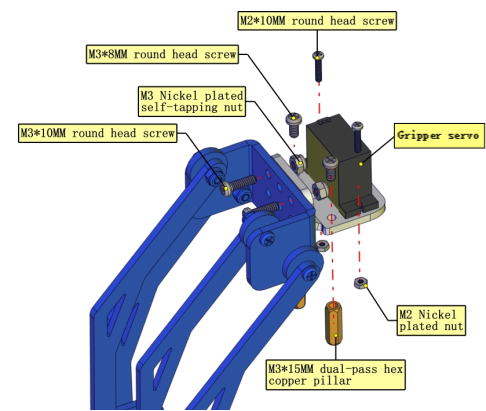 M2*10MM round head screw
M3*8MM round head screw
M3 Nickel plated
self-tapping nut
M3*10MM round head screw
Gripper servo
M2 Nickel
plated nut
M3*15MM dual-pass hex
copper pillar